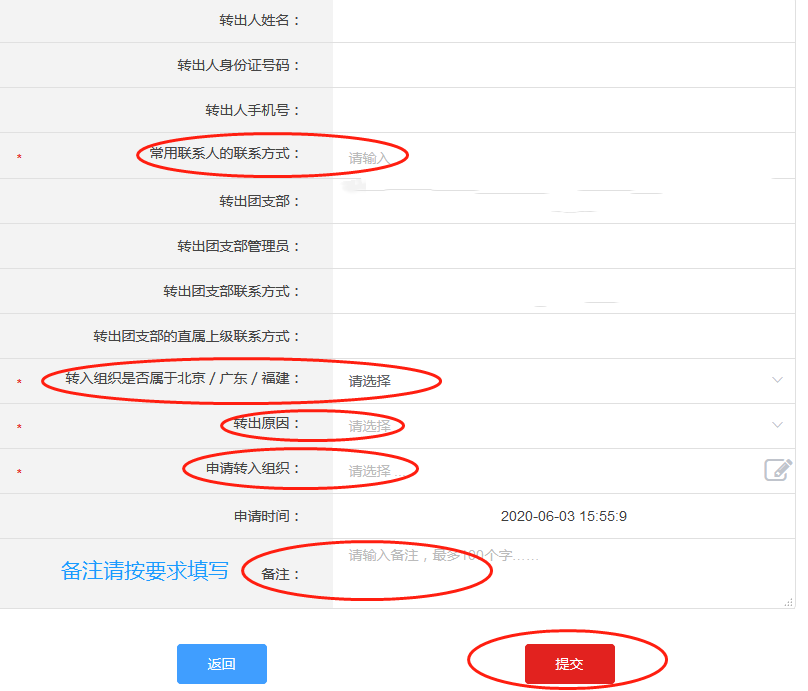 转出人姓名：
转出人身份证号码：
转出人手机号：
* 常用联系人的联系方式： 请输入
转出团支部：
转出团支部管理员：
转出团支部联系方式：
转出团支部的直属上级联系方式：
* 转入组织是否属于北京 / 广东 / 福建： 请选择
* 转出原因： 请选择
* 申请转入组织： 请选择
申请时间： 2020-06-03 15:55:9
备注请按要求填写 备注： 请输入备注，最多100个字……
返回 提交